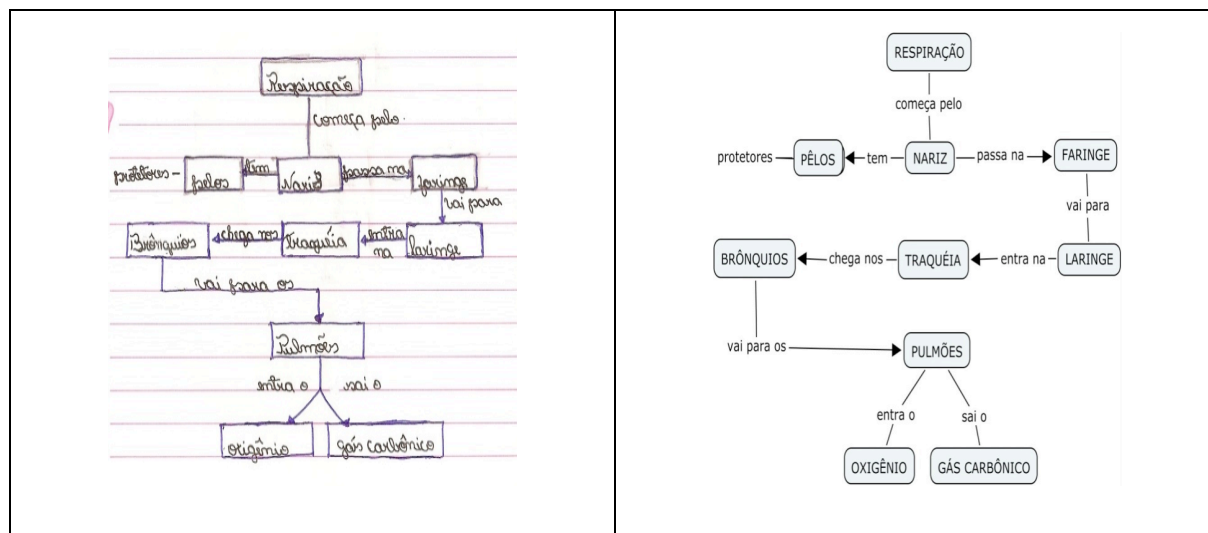 Respiração
começa pelo.
protetores - pelos tem Nariz passa na faringe
vai para
Brônquios chega nos traquéia entra na laringe
vai para os
Pulmões
entra o sai o
oxigênio gás carbônico
RESPIRAÇÃO
começa pelo
protetores PÊLOS tem NARIZ passa na FARINGE
vai para
BRÔNQUIOS chega nos TRAQUÉIA entra na LARINGE
vai para os PULMÕES
entra o sai o
OXIGÊNIO GÁS CARBÔNICO